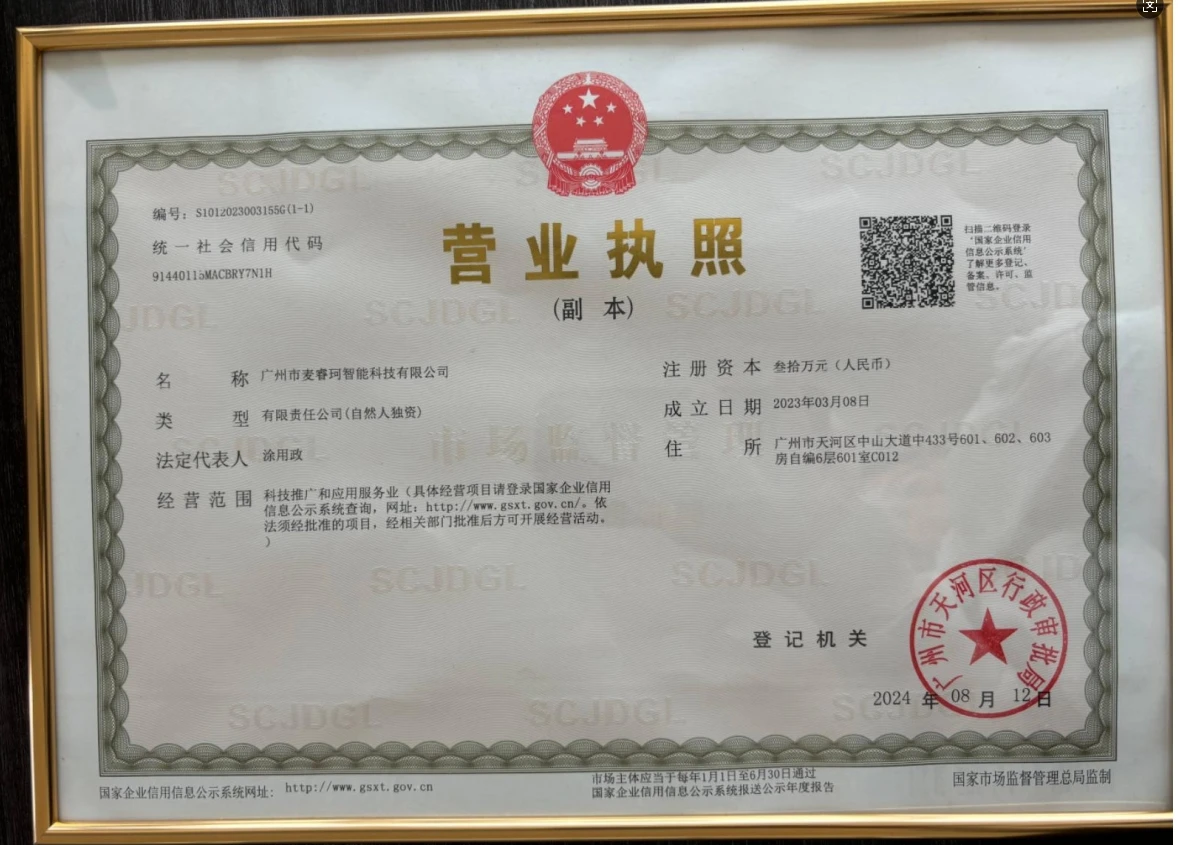 编号：S1012023003155G(1-1)
统一社会信用代码
91440115MACBRY7N1H
营业执照
(副 本)
扫描二维码登录
'国家企业信用
信息公示系统'
了解更多登记、
备案、许可、监
管信息。
名 称 广州市麦睿珂智能科技有限公司
类 型 有限责任公司(自然人独资)
法定代表人 涂用政
经营范围 科技推广和应用服务业（具体经营项目请登录国家企业信用
信息公示系统查询，网址：http://www.gsxt.gov.cn/。依
法须经批准的项目，经相关部门批准后方可开展经营活动。
）
注册资本 叁拾万元（人民币）
成立日期 2023年03月08日
住 所 广州市天河区中山大道中433号601、602、603
房自编6层601室C012
市场监督管理
SCJDGL
登记机关
广州市天河区行政审批局
2024 年 08 月 12 日
国家企业信用信息公示系统网址：http://www.gsxt.gov.cn
市场主体应当于每年1月1日至6月30日通过
国家企业信用信息公示系统报送公示年度报告
国家市场监督管理总局监制